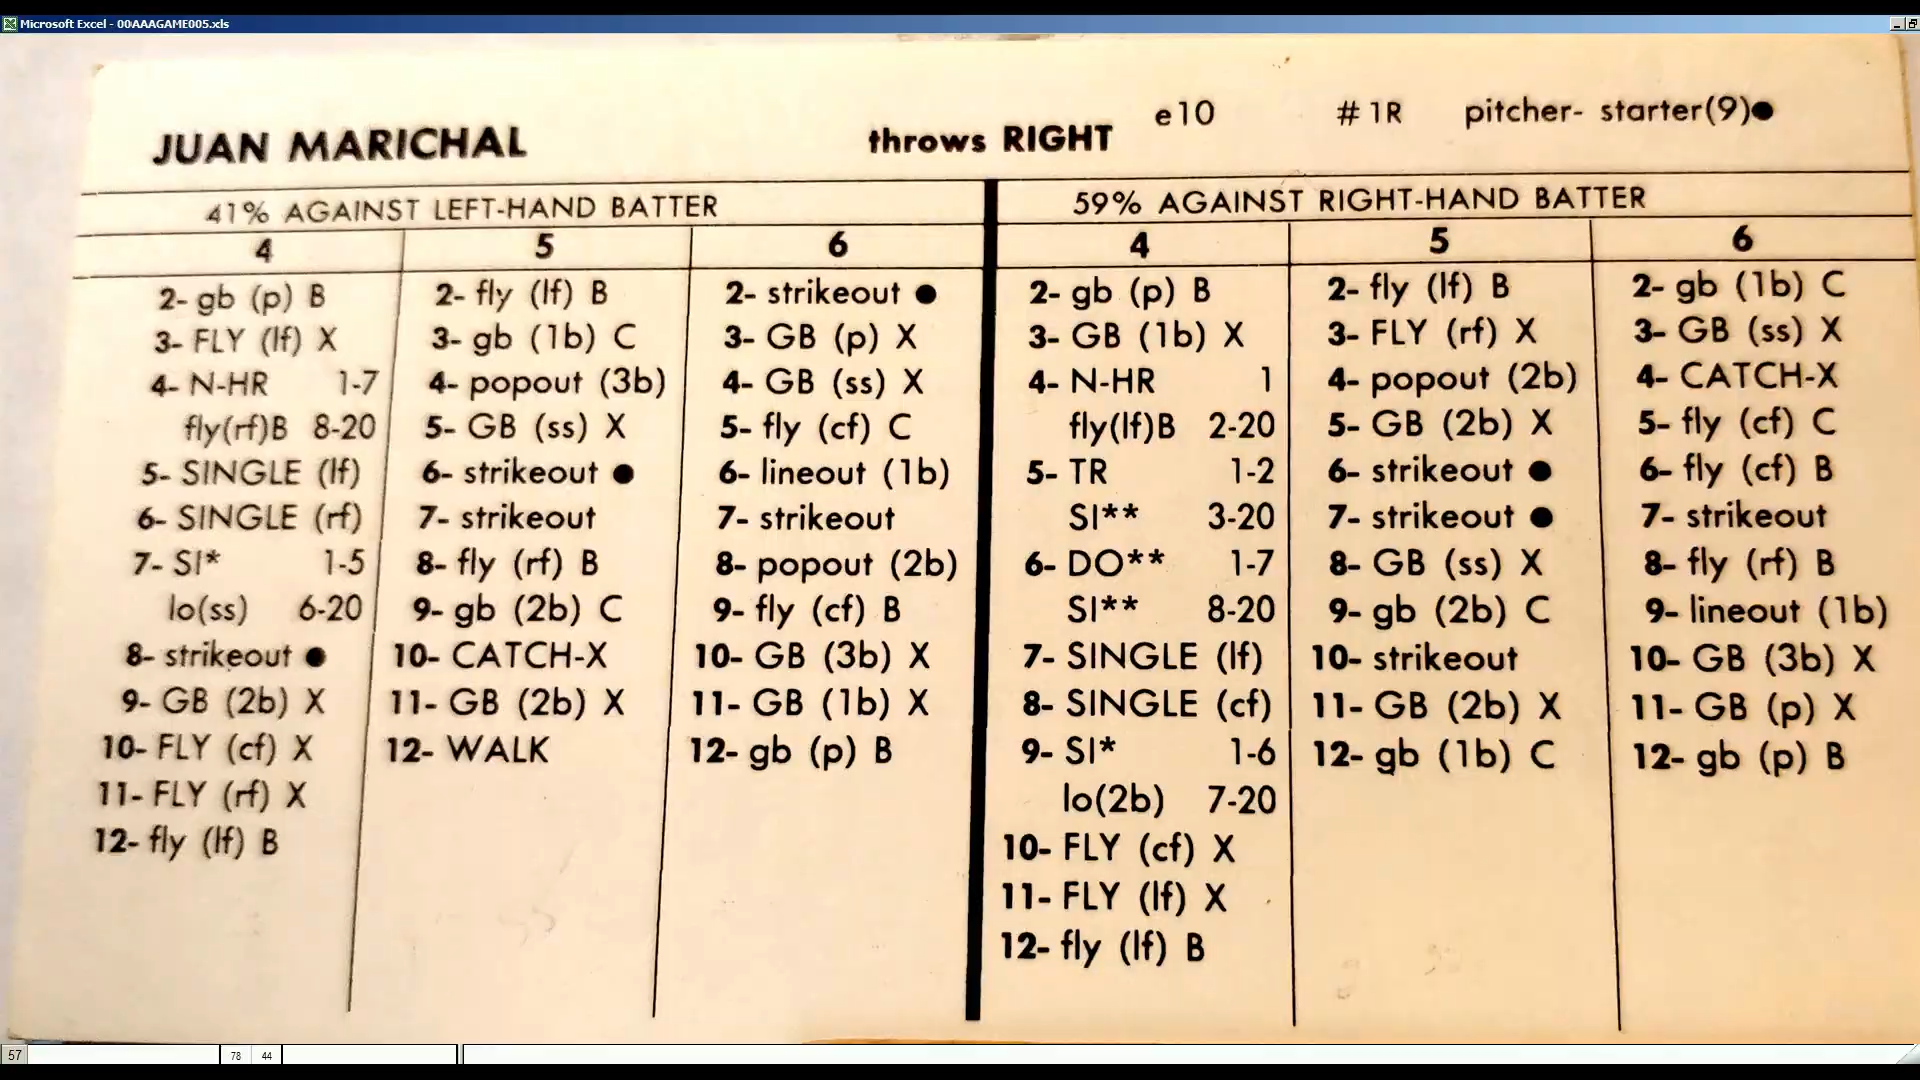 Microsoft Excel - 00AAAGAME005.xls
JUAN MARICHAL
throws RIGHT
e10
# 1R
pitcher- starter(9)●
41% AGAINST LEFT-HAND BATTER
4
2- gb (p) B
3- FLY (lf) X
4- N-HR 1-7
fly(rf)B 8-20
5- SINGLE (lf)
6- SINGLE (rf)
7- SI* 1-5
lo(ss) 6-20
8- strikeout ●
9- GB (2b) X
10- FLY (cf) X
11- FLY (rf) X
12- fly (lf) B
5
2- fly (lf) B
3- gb (1b) C
4- popout (3b)
5- GB (ss) X
6- strikeout ●
7- strikeout
8- fly (rf) B
9- gb (2b) C
10- CATCH-X
11- GB (2b) X
12- WALK
6
2- strikeout ●
3- GB (p) X
4- GB (ss) X
5- fly (cf) C
6- lineout (1b)
7- strikeout
8- popout (2b)
9- fly (cf) B
10- GB (3b) X
11- GB (1b) X
12- gb (p) B
59% AGAINST RIGHT-HAND BATTER
4
2- gb (p) B
3- GB (1b) X
4- N-HR 1
fly(lf)B 2-20
5- TR 1-2
SI** 3-20
6- DO** 1-7
SI** 8-20
7- SINGLE (lf)
8- SINGLE (cf)
9- SI* 1-6
lo(2b) 7-20
10- FLY (cf) X
11- FLY (lf) X
12- fly (lf) B
5
2- fly (lf) B
3- FLY (rf) X
4- popout (2b)
5- GB (2b) X
6- strikeout ●
7- strikeout ●
8- GB (ss) X
9- gb (2b) C
10- strikeout
11- GB (2b) X
12- gb (1b) C
6
2- gb (1b) C
3- GB (ss) X
4- CATCH-X
5- fly (cf) C
6- fly (cf) B
7- strikeout
8- fly (rf) B
9- lineout (1b)
10- GB (3b) X
11- GB (p) X
12- gb (p) B
57
78
44